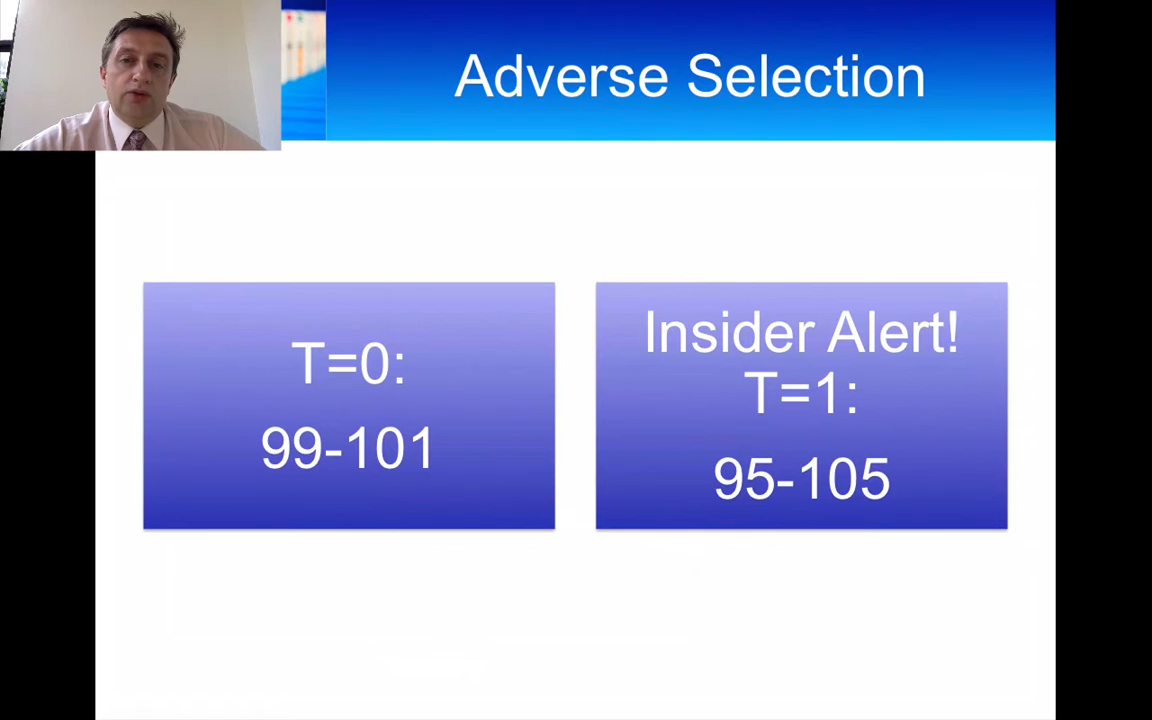 Adverse Selection
T=0:
99-101
Insider Alert!
T=1:
95-105